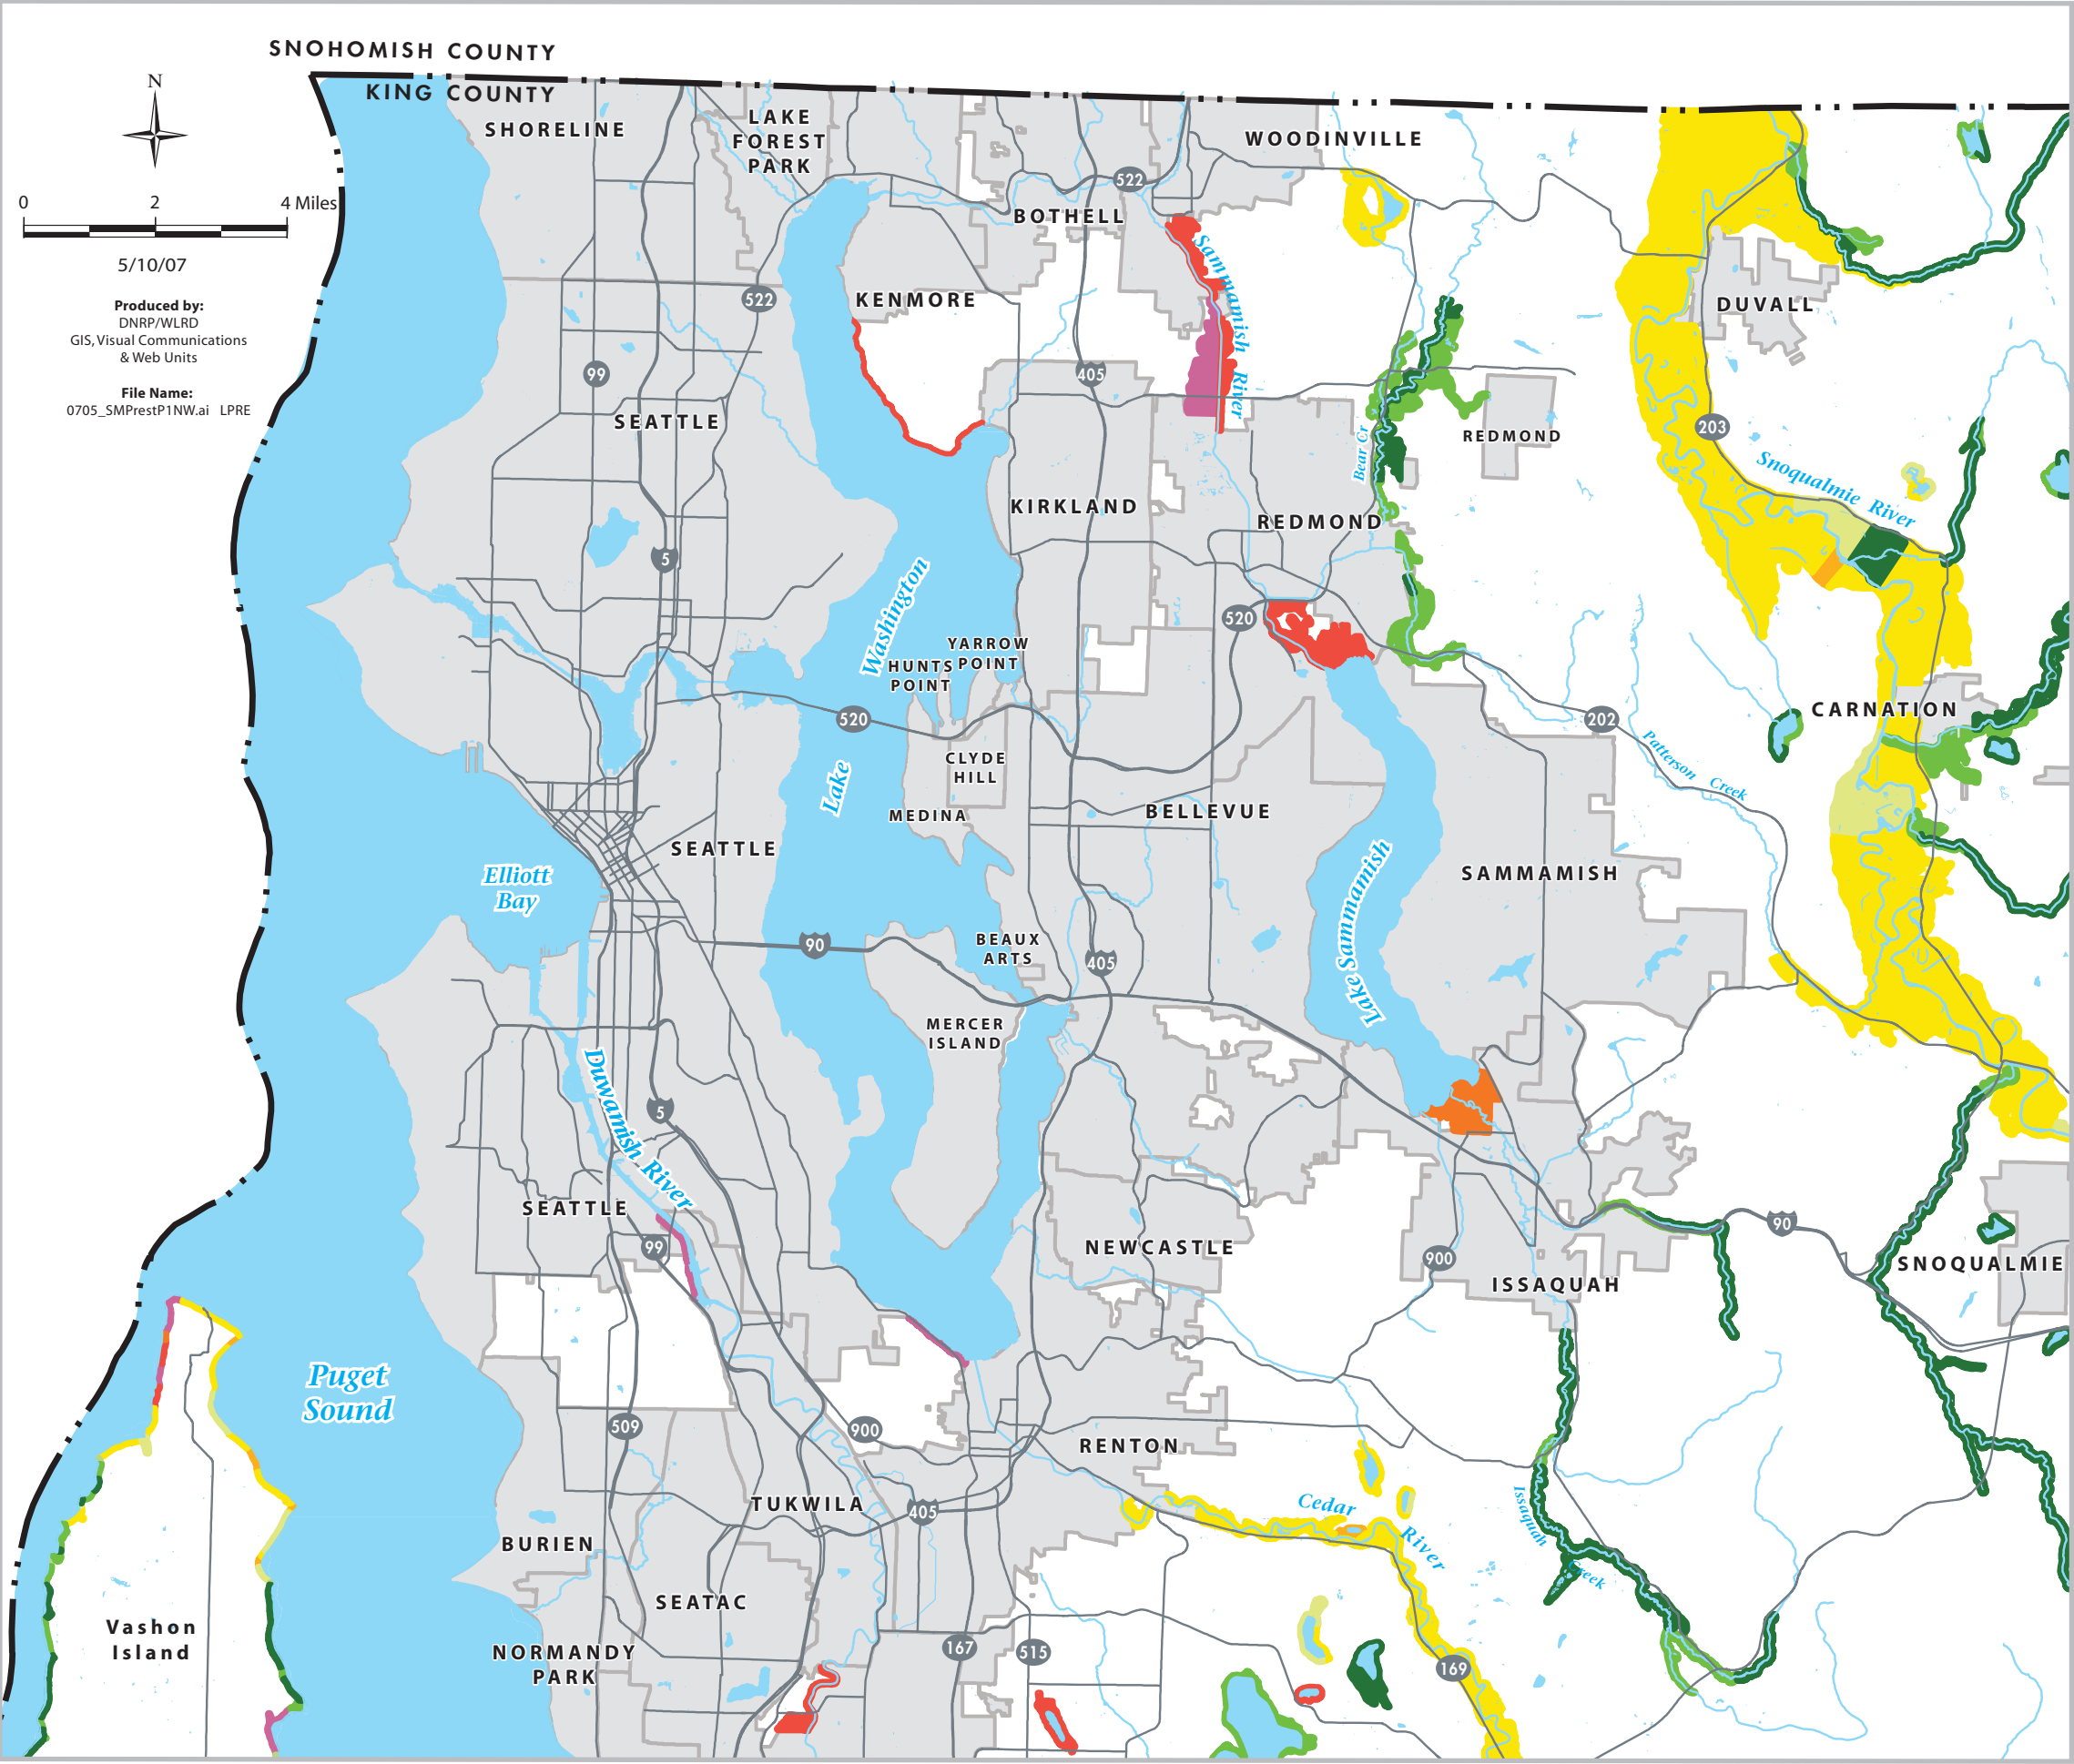 SNOHOMISH COUNTY
KING COUNTY
N
0 2 4 Miles
5/10/07
Produced by:
DNRP/WLRD
GIS, Visual Communications
& Web Units
File Name:
0705_SMPrestP1NW.ai LPRE
SHORELINE
LAKE
FOREST
PARK
WOODINVILLE
522
BOTHELL
Sammamish River
KENMORE
522
DUVALL
99
405
SEATTLE
203
REDMOND
Bear Cr
Snoqualmie River
KIRKLAND
REDMOND
5
Lake Washington
520
YARROW
POINT
HUNTS
POINT
520
202
CARNATION
Patterson Creek
CLYDE
HILL
MEDINA
BELLEVUE
SEATTLE
Elliott
Bay
SAMMAMISH
Lake Sammamish
90
BEAUX
ARTS
405
MERCER
ISLAND
Duwamish River
5
SEATTLE
99
NEWCASTLE
900
90
ISSAQUAH
SNOQUALMIE
Puget
Sound
509
900
RENTON
TUKWILA
405
Cedar River
Issaquah Creek
BURIEN
SEATAC
Vashon
Island
NORMANDY
PARK
167
515
169